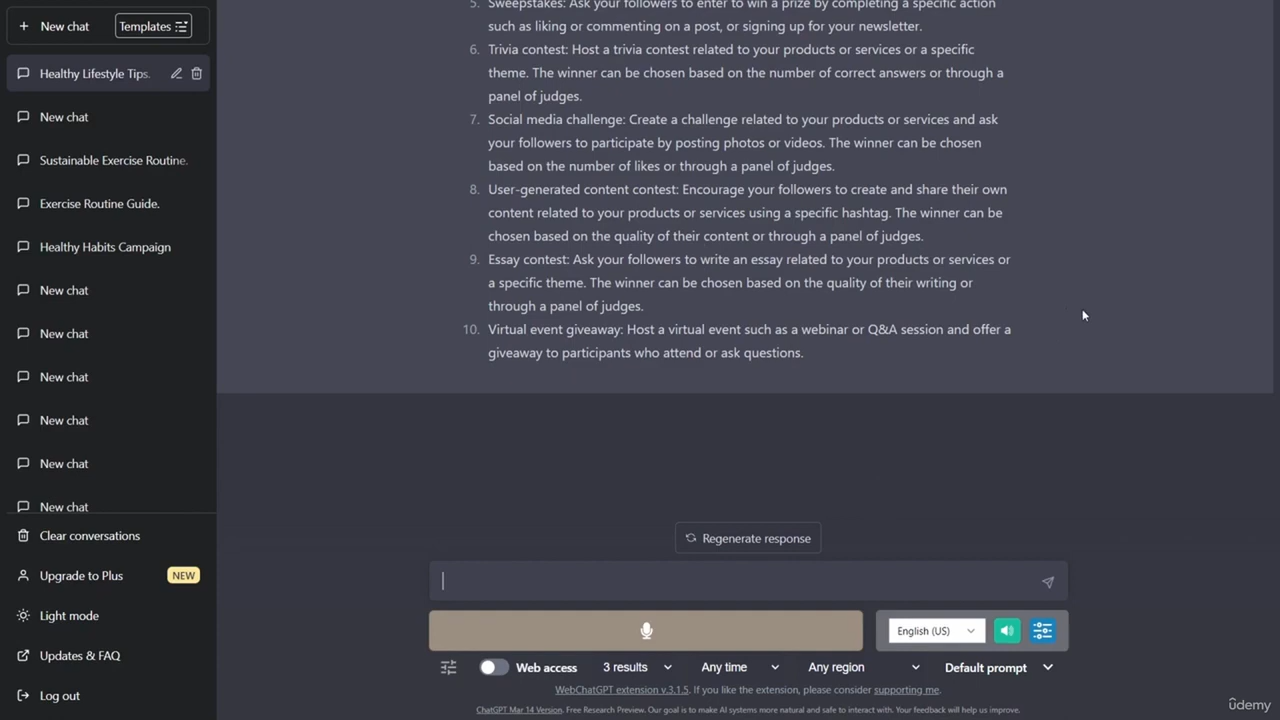 New chat
Templates
Healthy Lifestyle Tips.
New chat
Sustainable Exercise Routine.
Exercise Routine Guide.
Healthy Habits Campaign
New chat
New chat
New chat
New chat
New chat
New chat
Clear conversations
Upgrade to Plus NEW
Light mode
Updates & FAQ
Log out
5. Sweepstakes: Ask your followers to enter to win a prize by completing a specific action
such as liking or commenting on a post, or signing up for your newsletter.
6. Trivia contest: Host a trivia contest related to your products or services or a specific
theme. The winner can be chosen based on the number of correct answers or through a
panel of judges.
7. Social media challenge: Create a challenge related to your products or services and ask
your followers to participate by posting photos or videos. The winner can be chosen
based on the number of likes or through a panel of judges.
8. User-generated content contest: Encourage your followers to create and share their own
content related to your products or services using a specific hashtag. The winner can be
chosen based on the quality of their content or through a panel of judges.
9. Essay contest: Ask your followers to write an essay related to your products or services or
a specific theme. The winner can be chosen based on the quality of their writing or
through a panel of judges.
10. Virtual event giveaway: Host a virtual event such as a webinar or Q&A session and offer a
giveaway to participants who attend or ask questions.
Regenerate response
English (US)
Web access 3 results Any time Any region Default prompt
WebChatGPT extension v.3.1.5. If you like the extension, please consider supporting me.
ChatGPT Mar 14 Version. Free Research Preview. Our goal is to make AI systems more natural and safe to interact with. Your feedback will help us improve.
ûdemy